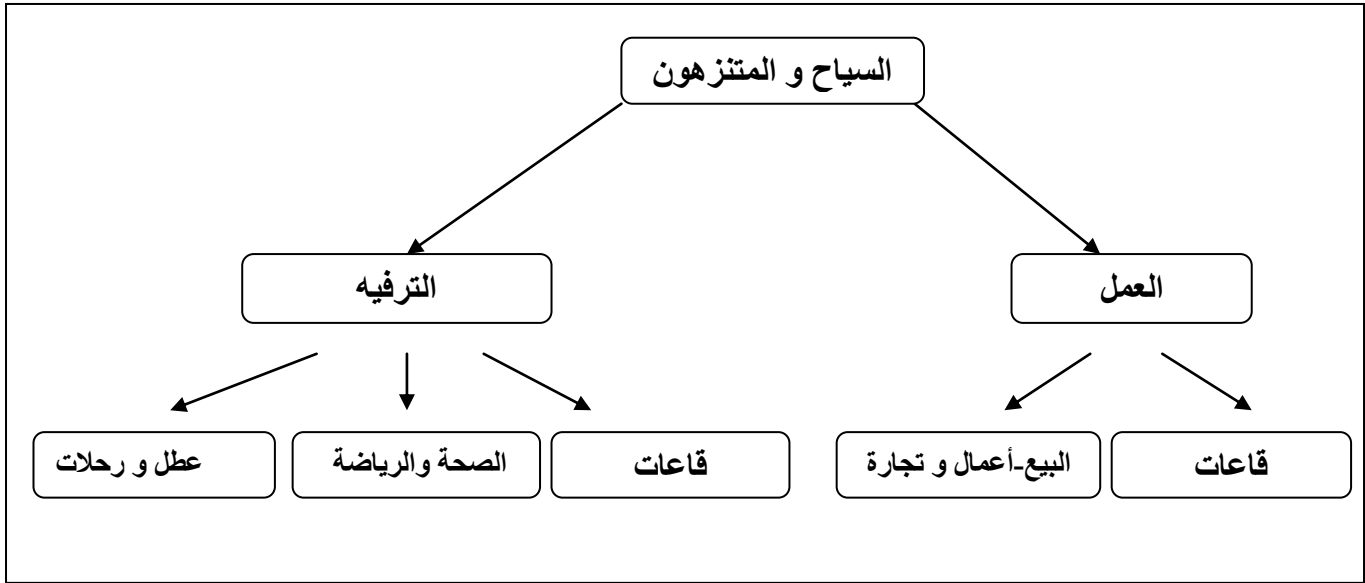 السياح و المتنزهون
العمل
الترفيه
قاعات
البيع-أعمال و تجارة
قاعات
الصحة والرياضة
عطل و رحلات